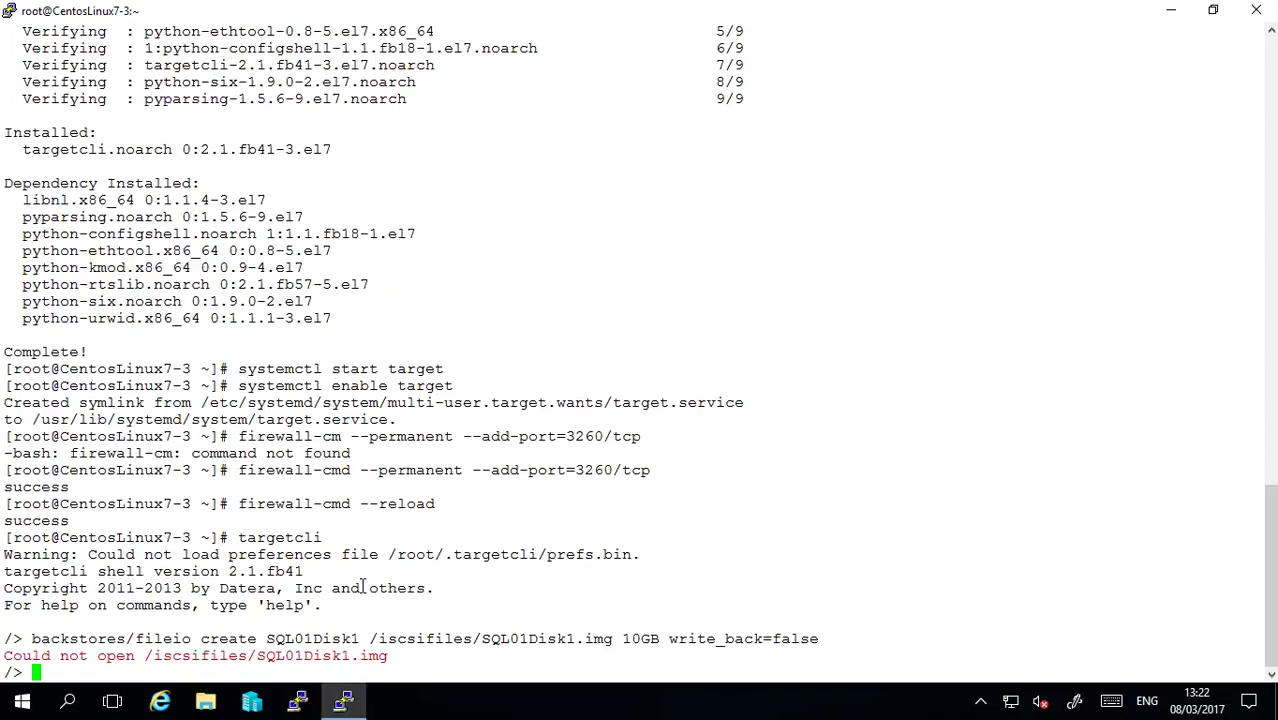 root@CentosLinux7-3:~
Verifying  : python-ethtool-0.8-5.el7.x86_64                              5/9
Verifying  : 1:python-configshell-1.1.fb18-1.el7.noarch                   6/9
Verifying  : targetcli-2.1.fb41-3.el7.noarch                              7/9
Verifying  : python-six-1.9.0-2.el7.noarch                                8/9
Verifying  : pyparsing-1.5.6-9.el7.noarch                                 9/9
Installed:
targetcli.noarch 0:2.1.fb41-3.el7
Dependency Installed:
libnl.x86_64 0:1.1.4-3.el7
pyparsing.noarch 0:1.5.6-9.el7
python-configshell.noarch 1:1.1.fb18-1.el7
python-ethtool.x86_64 0:0.8-5.el7
python-kmod.x86_64 0:0.9-4.el7
python-rtslib.noarch 0:2.1.fb57-5.el7
python-six.noarch 0:1.9.0-2.el7
python-urwid.x86_64 0:1.1.1-3.el7
Complete!
[root@CentosLinux7-3 ~]# systemctl start target
[root@CentosLinux7-3 ~]# systemctl enable target
Created symlink from /etc/systemd/system/multi-user.target.wants/target.service
to /usr/lib/systemd/system/target.service.
[root@CentosLinux7-3 ~]# firewall-cm --permanent --add-port=3260/tcp
-bash: firewall-cm: command not found
[root@CentosLinux7-3 ~]# firewall-cmd --permanent --add-port=3260/tcp
success
[root@CentosLinux7-3 ~]# firewall-cmd --reload
success
[root@CentosLinux7-3 ~]# targetcli
Warning: Could not load preferences file /root/.targetcli/prefs.bin.
targetcli shell version 2.1.fb41
Copyright 2011-2013 by Datera, Inc and others.
For help on commands, type 'help'.
/> backstores/fileio create SQL01Disk1 /iscsifiles/SQL01Disk1.img 10GB write_back=false
Could not open /iscsifiles/SQL01Disk1.img
/>
ENG
13:22
08/03/2017